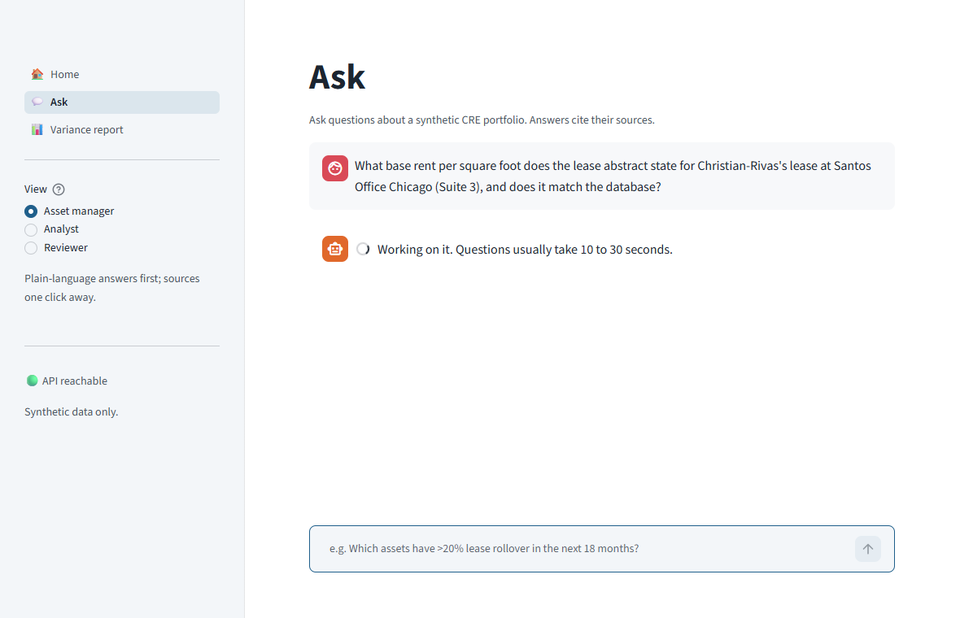 Home
Ask
Variance report
View
Asset manager
Analyst
Reviewer
Plain-language answers first; sources
one click away.
API reachable
Synthetic data only.
Ask
Ask questions about a synthetic CRE portfolio. Answers cite their sources.
What base rent per square foot does the lease abstract state for Christian-Rivas's lease at Santos
Office Chicago (Suite 3), and does it match the database?
Working on it. Questions usually take 10 to 30 seconds.
e.g. Which assets have >20% lease rollover in the next 18 months?